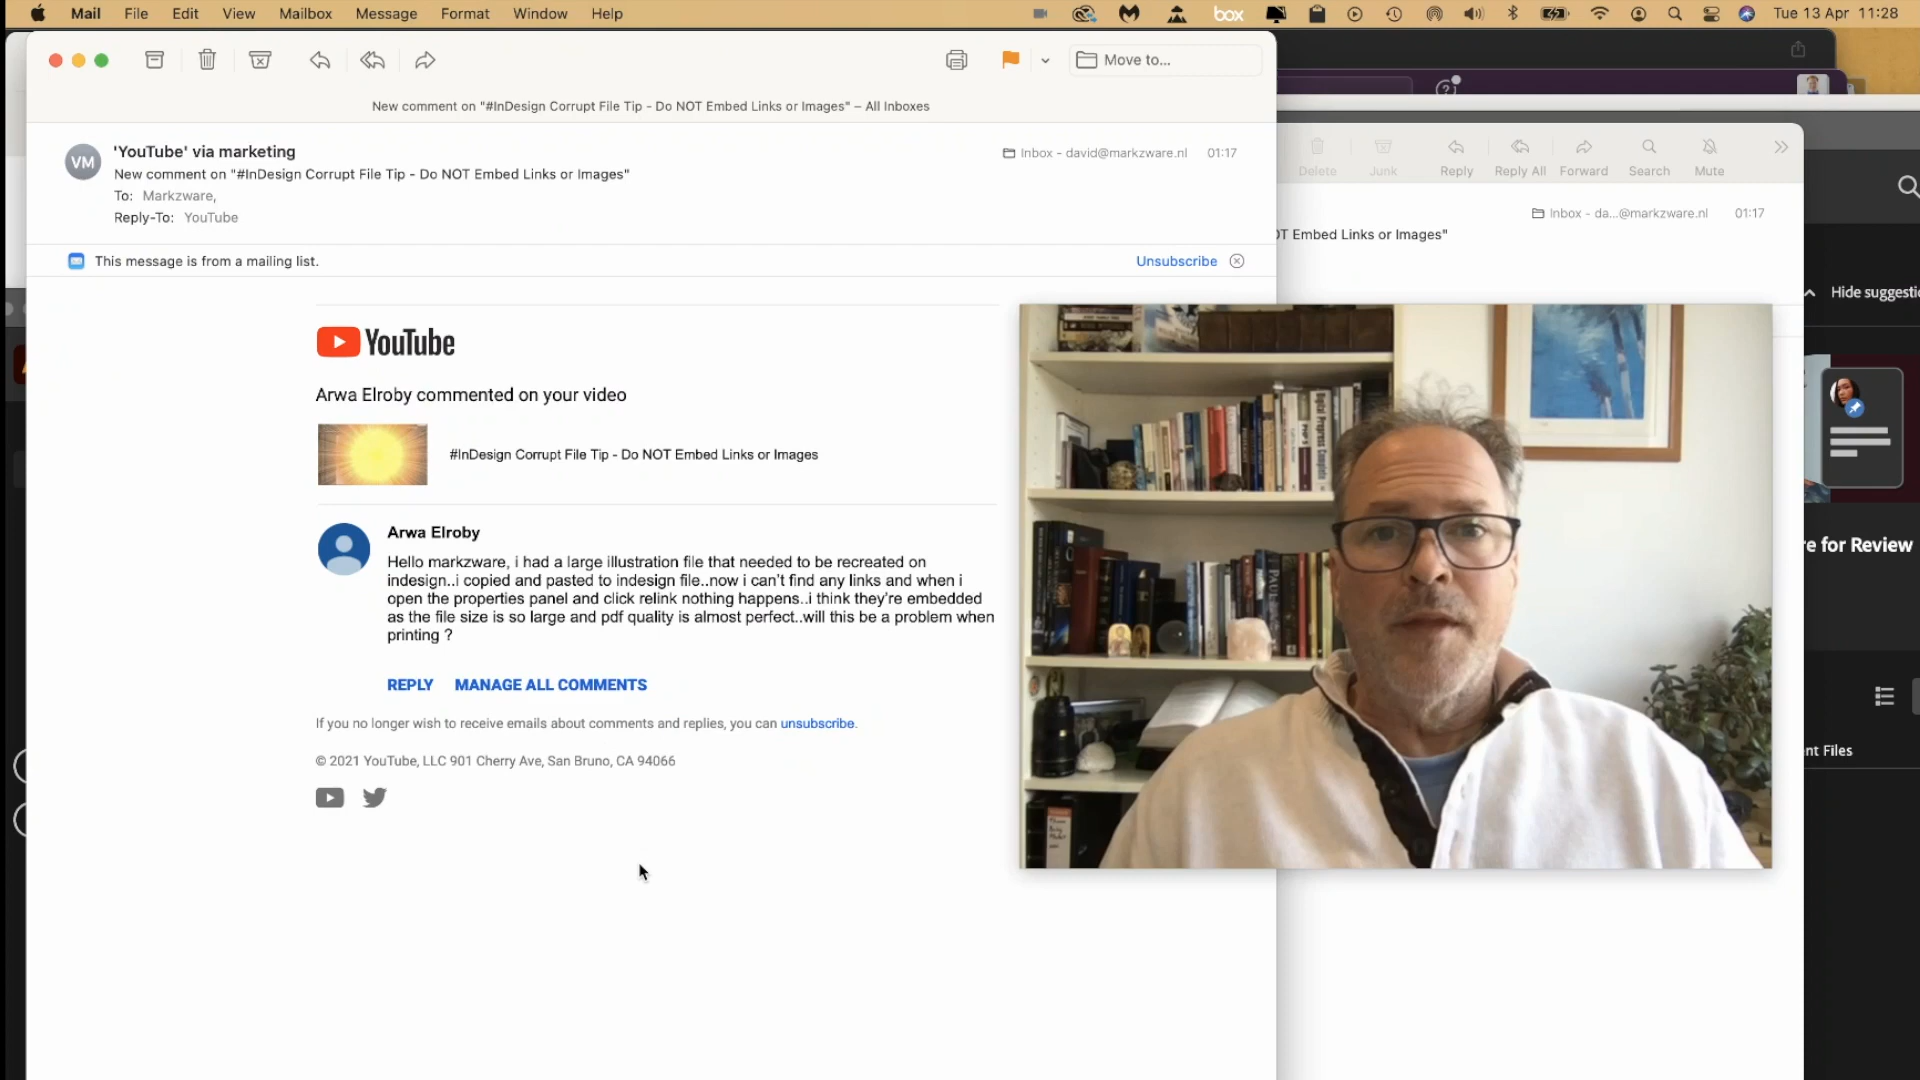 Mail File Edit View Mailbox Message Format Window Help
box
Tue 13 Apr 11:28
Move to...
New comment on "#InDesign Corrupt File Tip - Do NOT Embed Links or Images" – All Inboxes
VM
'YouTube' via marketing
Inbox - david@markzware.nl 01:17
New comment on "#InDesign Corrupt File Tip - Do NOT Embed Links or Images"
To: Markzware,
Reply-To: YouTube
This message is from a mailing list.
Unsubscribe
YouTube
Arwa Elroby commented on your video
#InDesign Corrupt File Tip - Do NOT Embed Links or Images
Arwa Elroby
Hello markzware, i had a large illustration file that needed to be recreated on
indesign..i copied and pasted to indesign file..now i can't find any links and when i
open the properties panel and click relink nothing happens..i think they're embedded
as the file size is so large and pdf quality is almost perfect..will this be a problem when
printing ?
REPLY MANAGE ALL COMMENTS
If you no longer wish to receive emails about comments and replies, you can unsubscribe.
© 2021 YouTube, LLC 901 Cherry Ave, San Bruno, CA 94066
Delete Junk Reply Reply All Forward Search Mute
Inbox - da...@markzware.nl 01:17
OT Embed Links or Images"
Hide suggesti
re for Review
nt Files
Digital Prepress Complete
PAUL